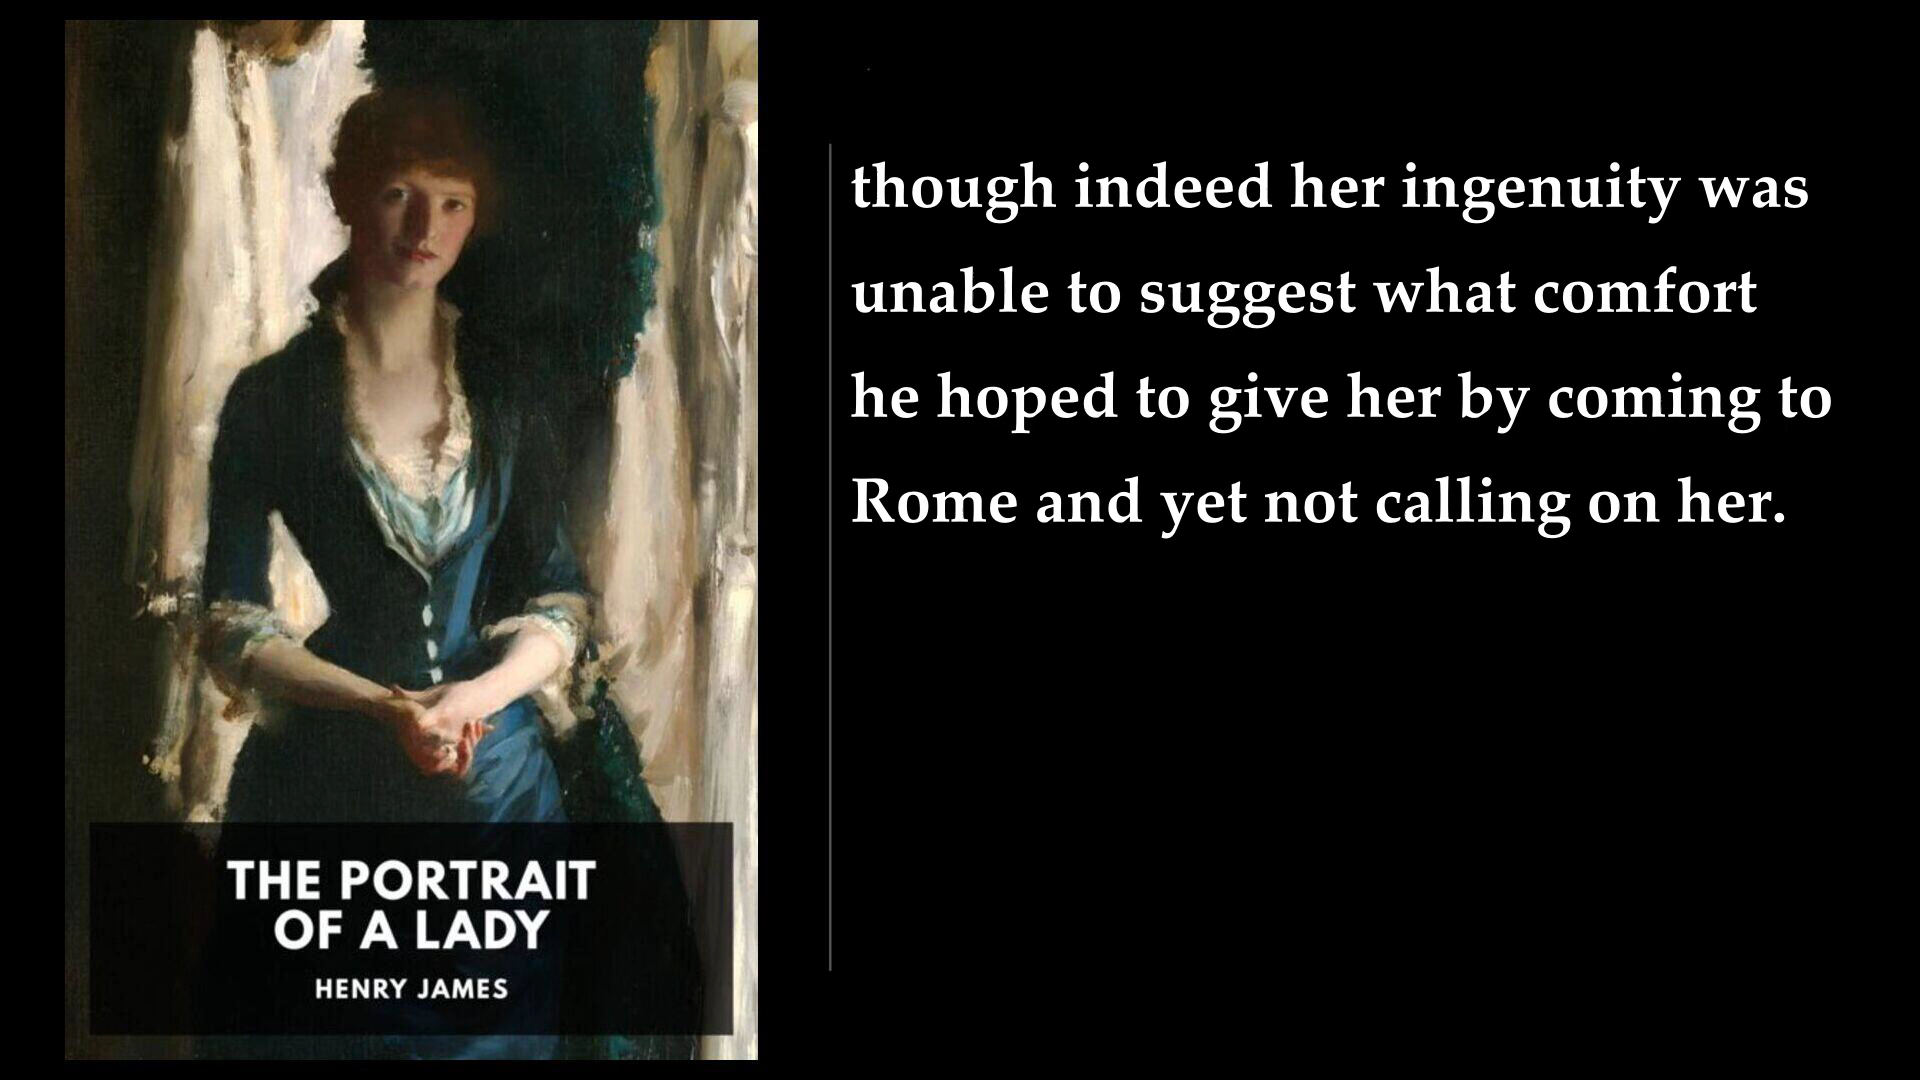 though indeed her ingenuity was
unable to suggest what comfort
he hoped to give her by coming to
Rome and yet not calling on her.
THE PORTRAIT
OF A LADY
HENRY JAMES